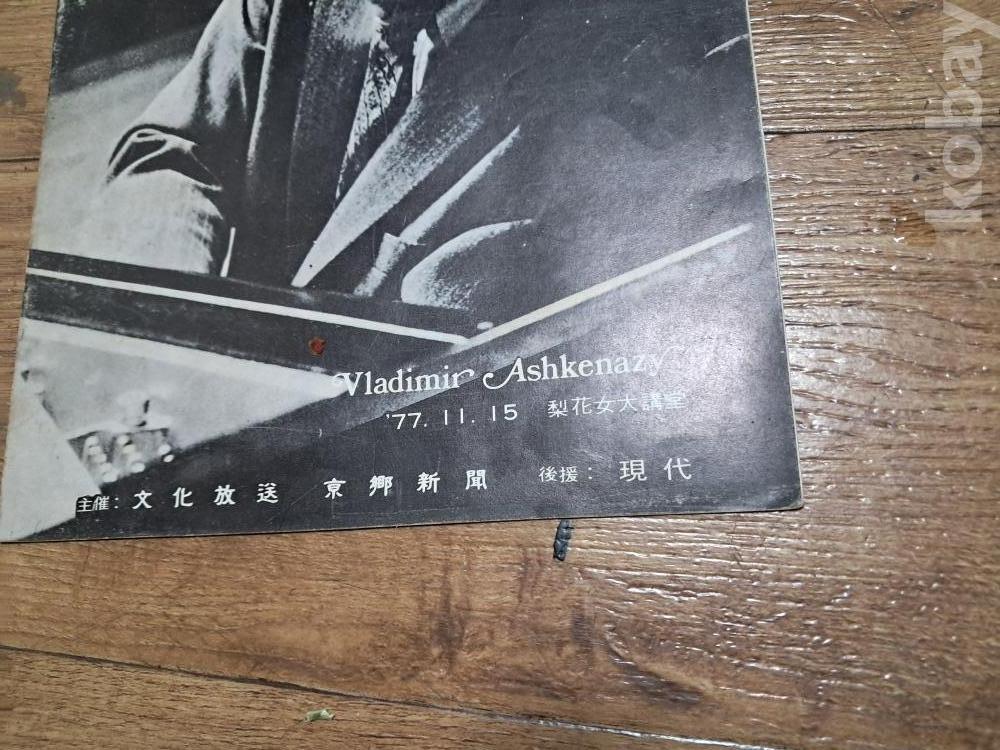 Vladimir Ashkenazy
'77. 11. 15 梨花女大講堂
主催: 文化放送 京鄕新聞 後援: 現代
kobay